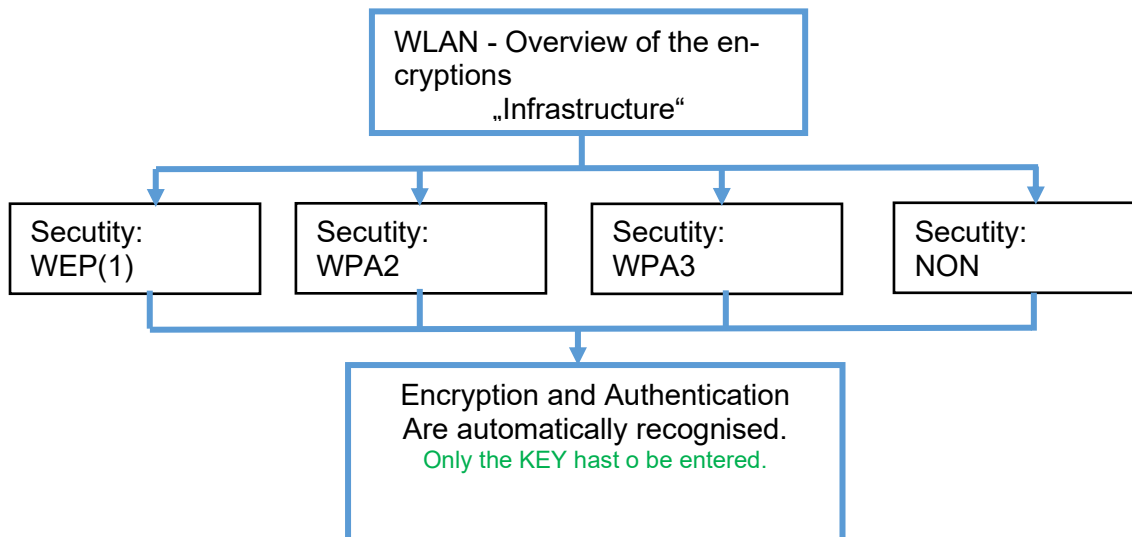 WLAN - Overview of the en-
cryptions
„Infrastructure“
Secutity:
WEP(1)
Secutity:
WPA2
Secutity:
WPA3
Secutity:
NON
Encryption and Authentication
Are automatically recognised.
Only the KEY hast o be entered.